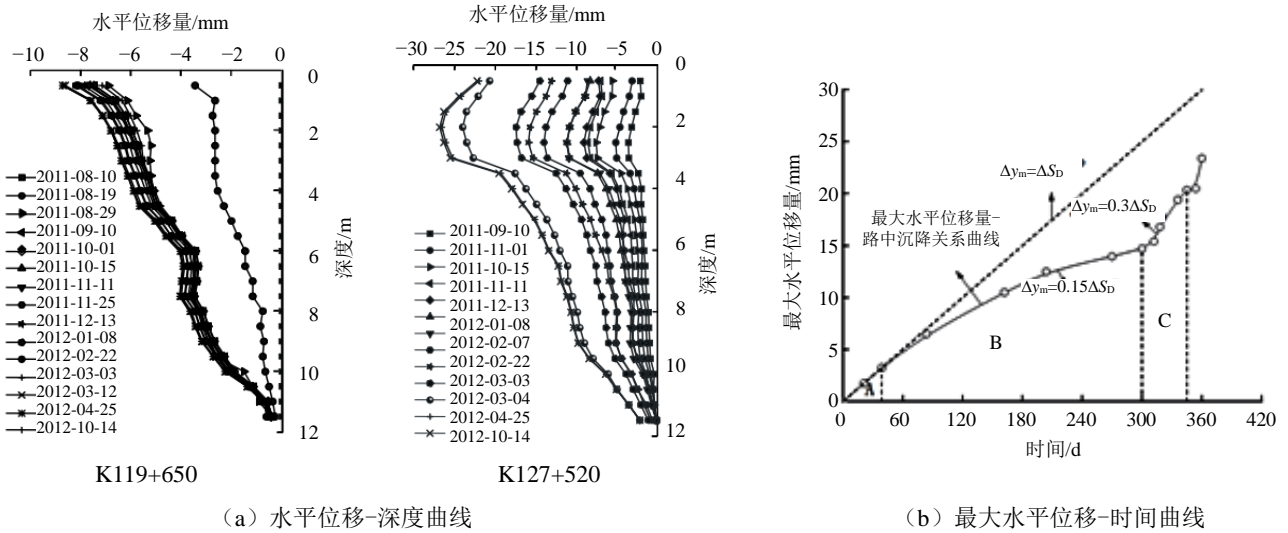 水平位移量/mm
−10 −8 −6 −4 −2 0
0
2
4
6
8
10
12
深度/m
2011-08-10
2011-08-19
2011-08-29
2011-09-10
2011-10-01
2011-10-15
2011-11-11
2011-11-25
2011-12-13
2012-01-08
2012-02-22
2012-03-03
2012-03-12
2012-04-25
2012-10-14
K119+650
水平位移量/mm
−30 −25 −20 −15 −10 −5 0
0
2
4
6
8
10
12
深度/m
2011-09-10
2011-11-01
2011-10-15
2011-11-11
2011-12-13
2012-01-08
2012-02-07
2012-02-22
2012-03-03
2012-03-04
2012-04-25
2012-10-14
K127+520
（a）水平位移-深度曲线
最大水平位移量/mm
30
25
20
15
10
5
0
0 60 120 180 240 300 360 420
时间/d
Δym=ΔSD
Δym=0.3ΔSD
最大水平位移量-
路中沉降关系曲线
Δym=0.15ΔSD
A
B
C
（b）最大水平位移-时间曲线